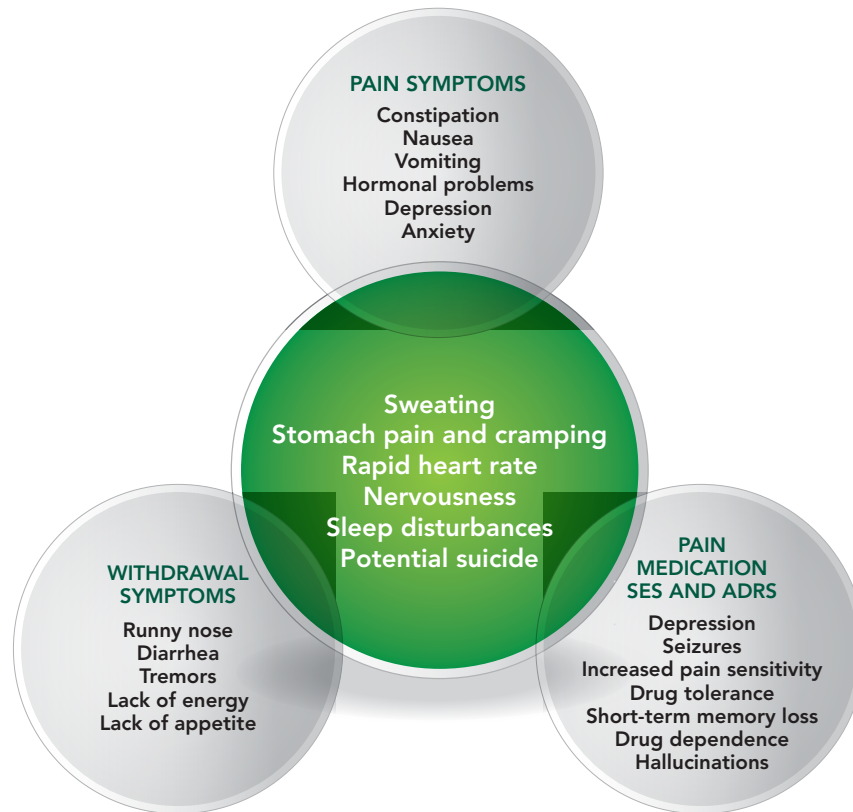 PAIN SYMPTOMS
Constipation
Nausea
Vomiting
Hormonal problems
Depression
Anxiety
Sweating
Stomach pain and cramping
Rapid heart rate
Nervousness
Sleep disturbances
Potential suicide
WITHDRAWAL
SYMPTOMS
Runny nose
Diarrhea
Tremors
Lack of energy
Lack of appetite
PAIN
MEDICATION
SES AND ADRS
Depression
Seizures
Increased pain sensitivity
Drug tolerance
Short-term memory loss
Drug dependence
Hallucinations